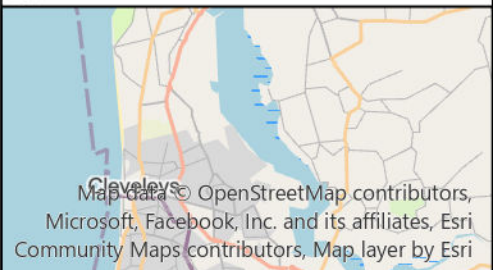 Cleveleys
Map data © OpenStreetMap contributors,
Microsoft, Facebook, Inc. and its affiliates, Esri
Community Maps contributors, Map layer by Esri